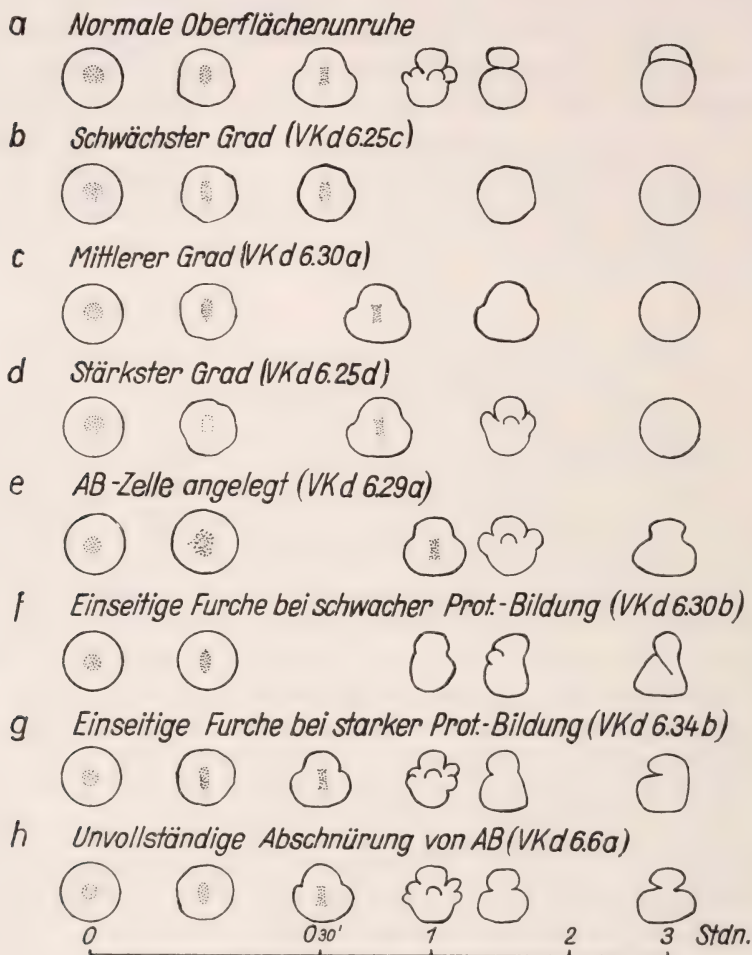 a Normale Oberflächenunruhe
b Schwächster Grad (VKd 6.25c)
c Mittlerer Grad (VKd 6.30a)
d Stärkster Grad (VKd 6.25d)
e AB-Zelle angelegt (VKd 6.29a)
f Einseitige Furche bei schwacher Prot.-Bildung (VKd 6.30b)
g Einseitige Furche bei starker Prot.-Bildung (VKd 6.34b)
h Unvollständige Abschnürung von AB (VKd 6.6a)
0 0 30' 1 2 3 Stdn.